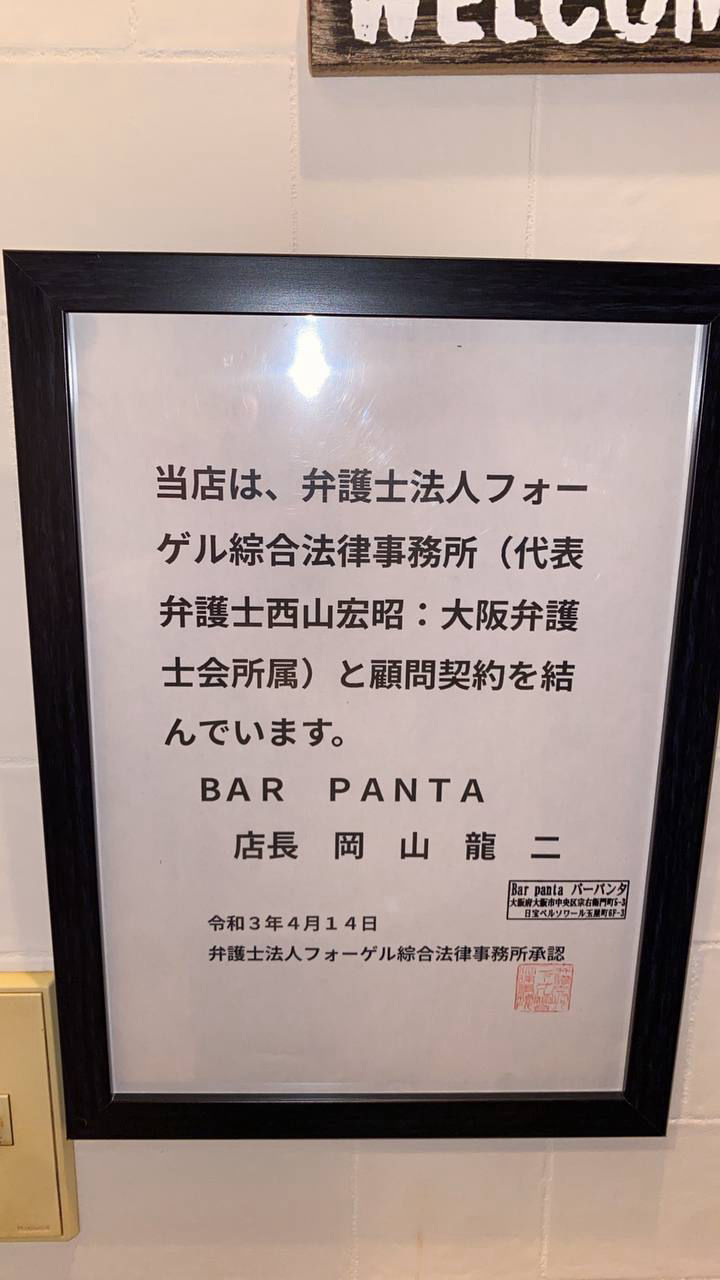 WELCOM
当店は、弁護士法人フォー
ゲル綜合法律事務所（代表
弁護士西山宏昭：大阪弁護
士会所属）と顧問契約を結
んでいます。
ＢＡＲ　ＰＡＮＴＡ
店長　岡　山　龍　二
Bar panta バーパンタ
大阪府大阪市中央区宗右衛門町6-3
日宝ベルソワール玉屋町6F-3
令和３年４月１４日
弁護士法人フォーゲル綜合法律事務所承認